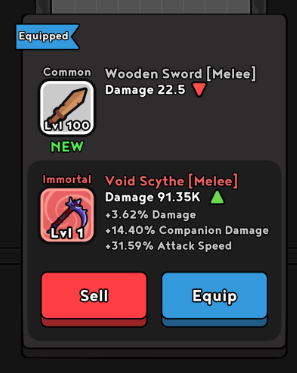 Equipped
Common
Wooden Sword [Melee]
Damage 22.5
Lvl 100
NEW
Immortal
Void Scythe [Melee]
Damage 91.35K
+3.62% Damage
+14.40% Companion Damage
+31.59% Attack Speed
Lvl 1
Sell
Equip